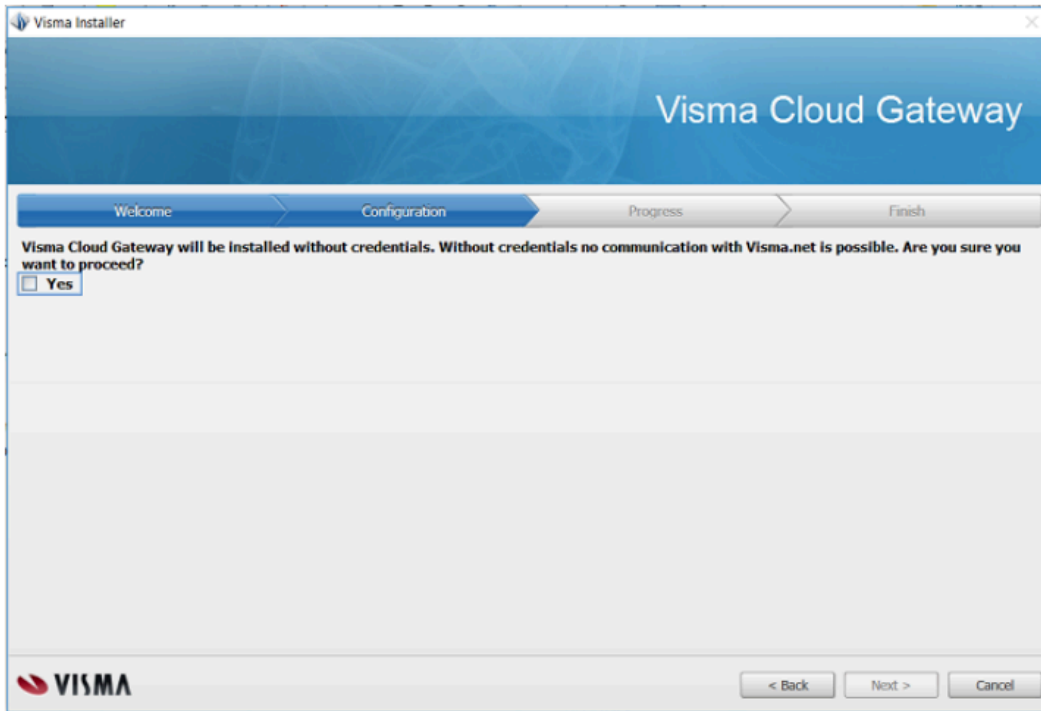 Visma Installer
Visma Cloud Gateway
Welcome
Configuration
Progress
Finish
Visma Cloud Gateway will be installed without credentials. Without credentials no communication with Visma.net is possible. Are you sure you
want to proceed?
Yes
VISMA
< Back
Next >
Cancel